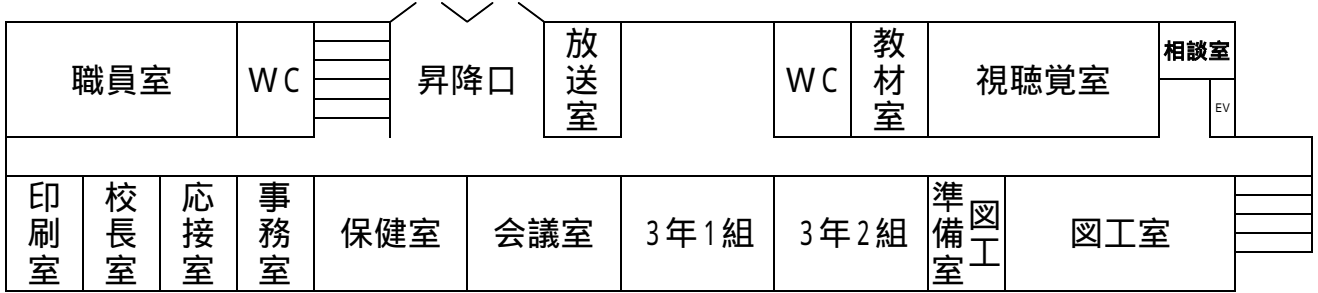 職員室
WC
昇降口
放送室
WC
教材室
視聴覚室
相談室
EV
印刷室
校長室
応接室
事務室
保健室
会議室
3年1組
3年2組
図工
準備室
図工室